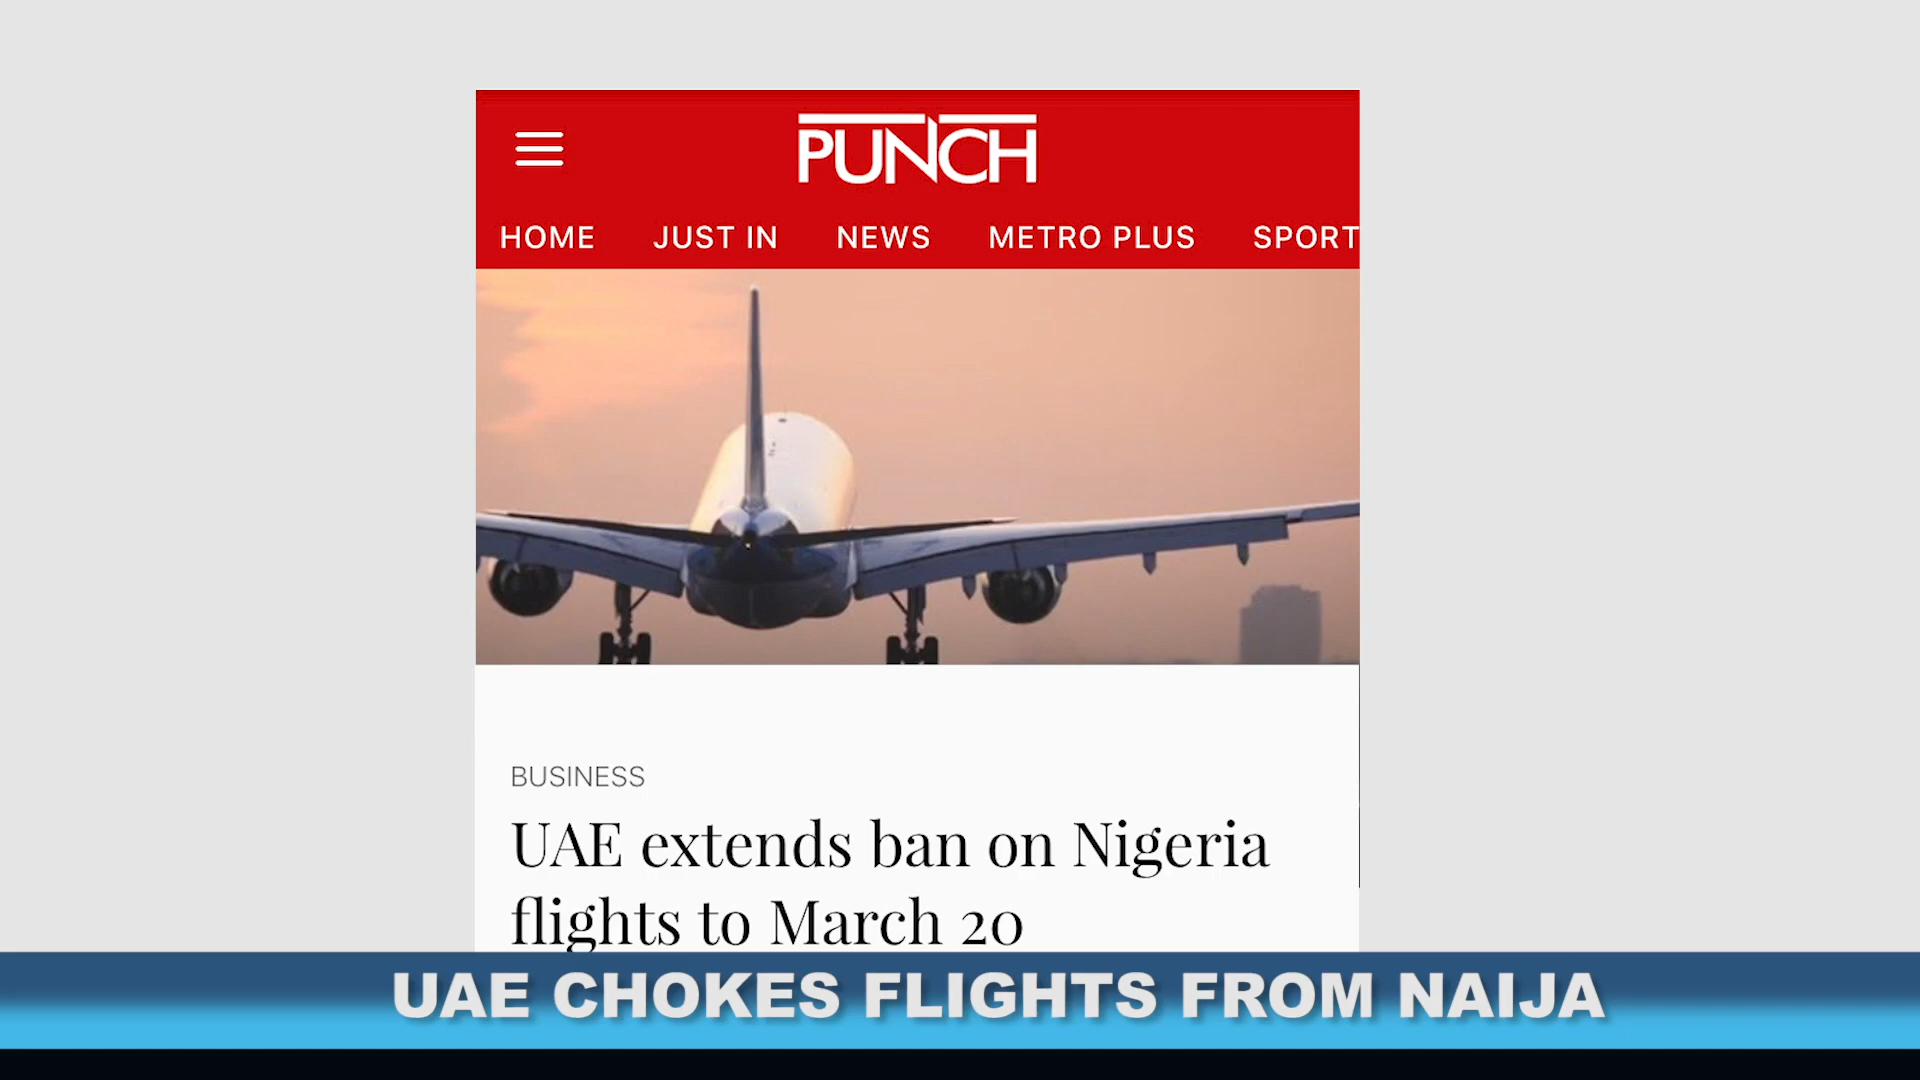 PUNCH
HOME JUST IN NEWS METRO PLUS SPORT
BUSINESS
UAE extends ban on Nigeria
flights to March 20
UAE CHOKES FLIGHTS FROM NAIJA